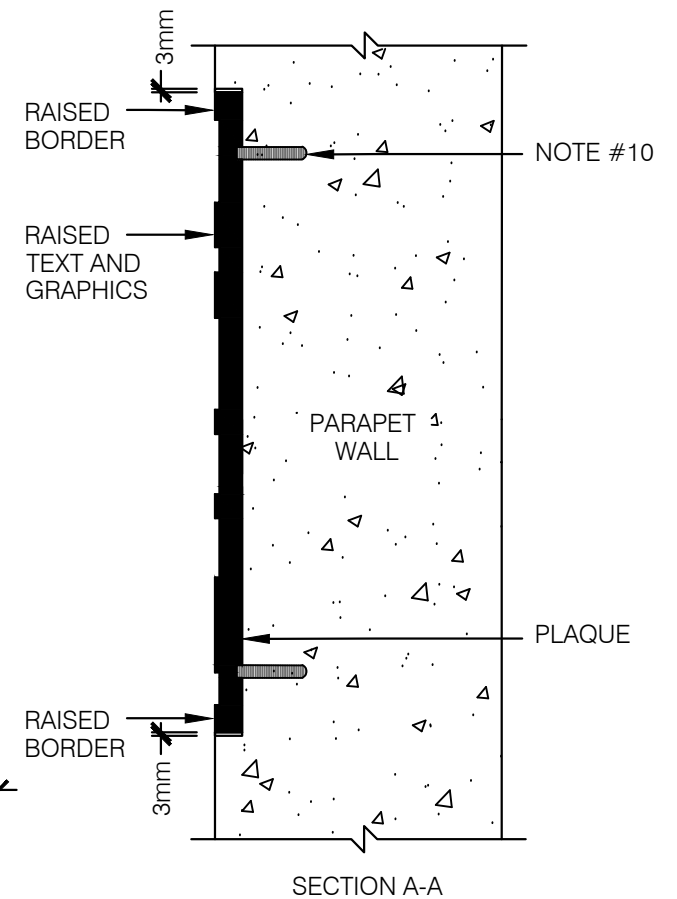 3mm
RAISED
BORDER
NOTE #10
RAISED
TEXT AND
GRAPHICS
PARAPET
WALL
PLAQUE
RAISED
BORDER
3mm
SECTION A-A